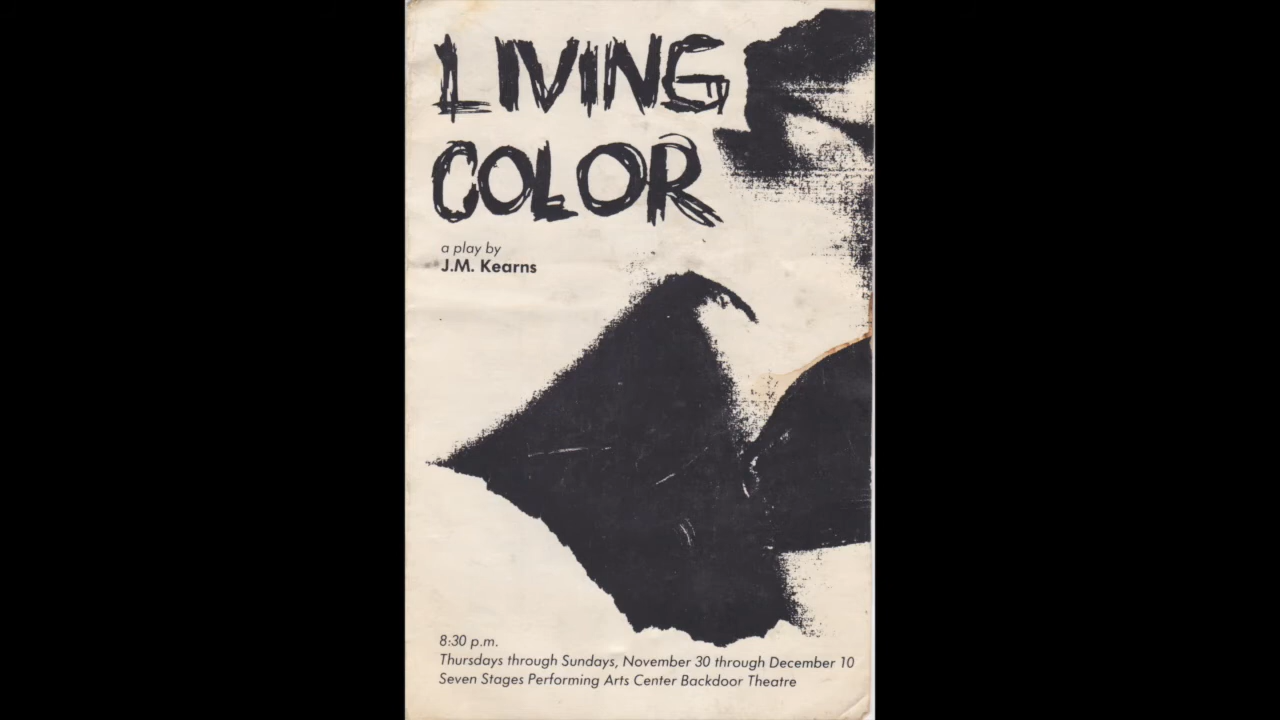 LIVING
COLOR
a play by
J.M. Kearns
8:30 p.m.
Thursdays through Sundays, November 30 through December 10
Seven Stages Performing Arts Center Backdoor Theatre